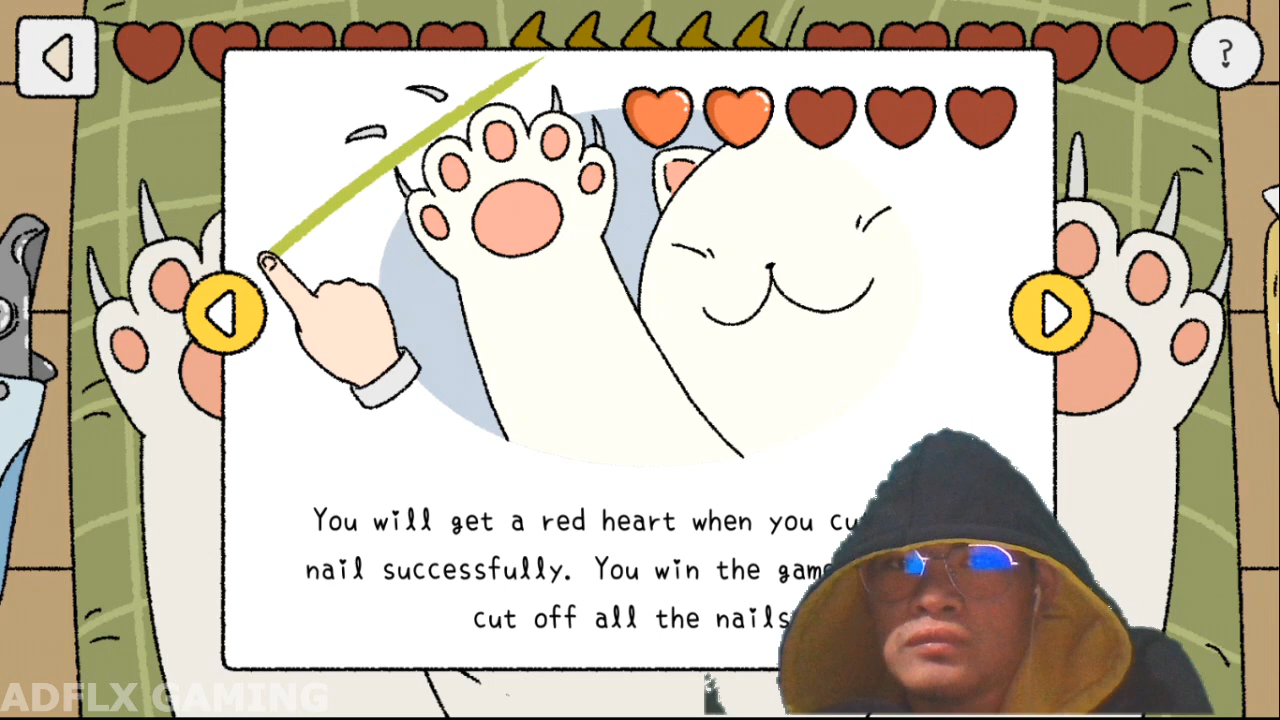 ?
You will get a red heart when you
nail successfully. You win the game
cut off all the nails
ADFLX GAMING